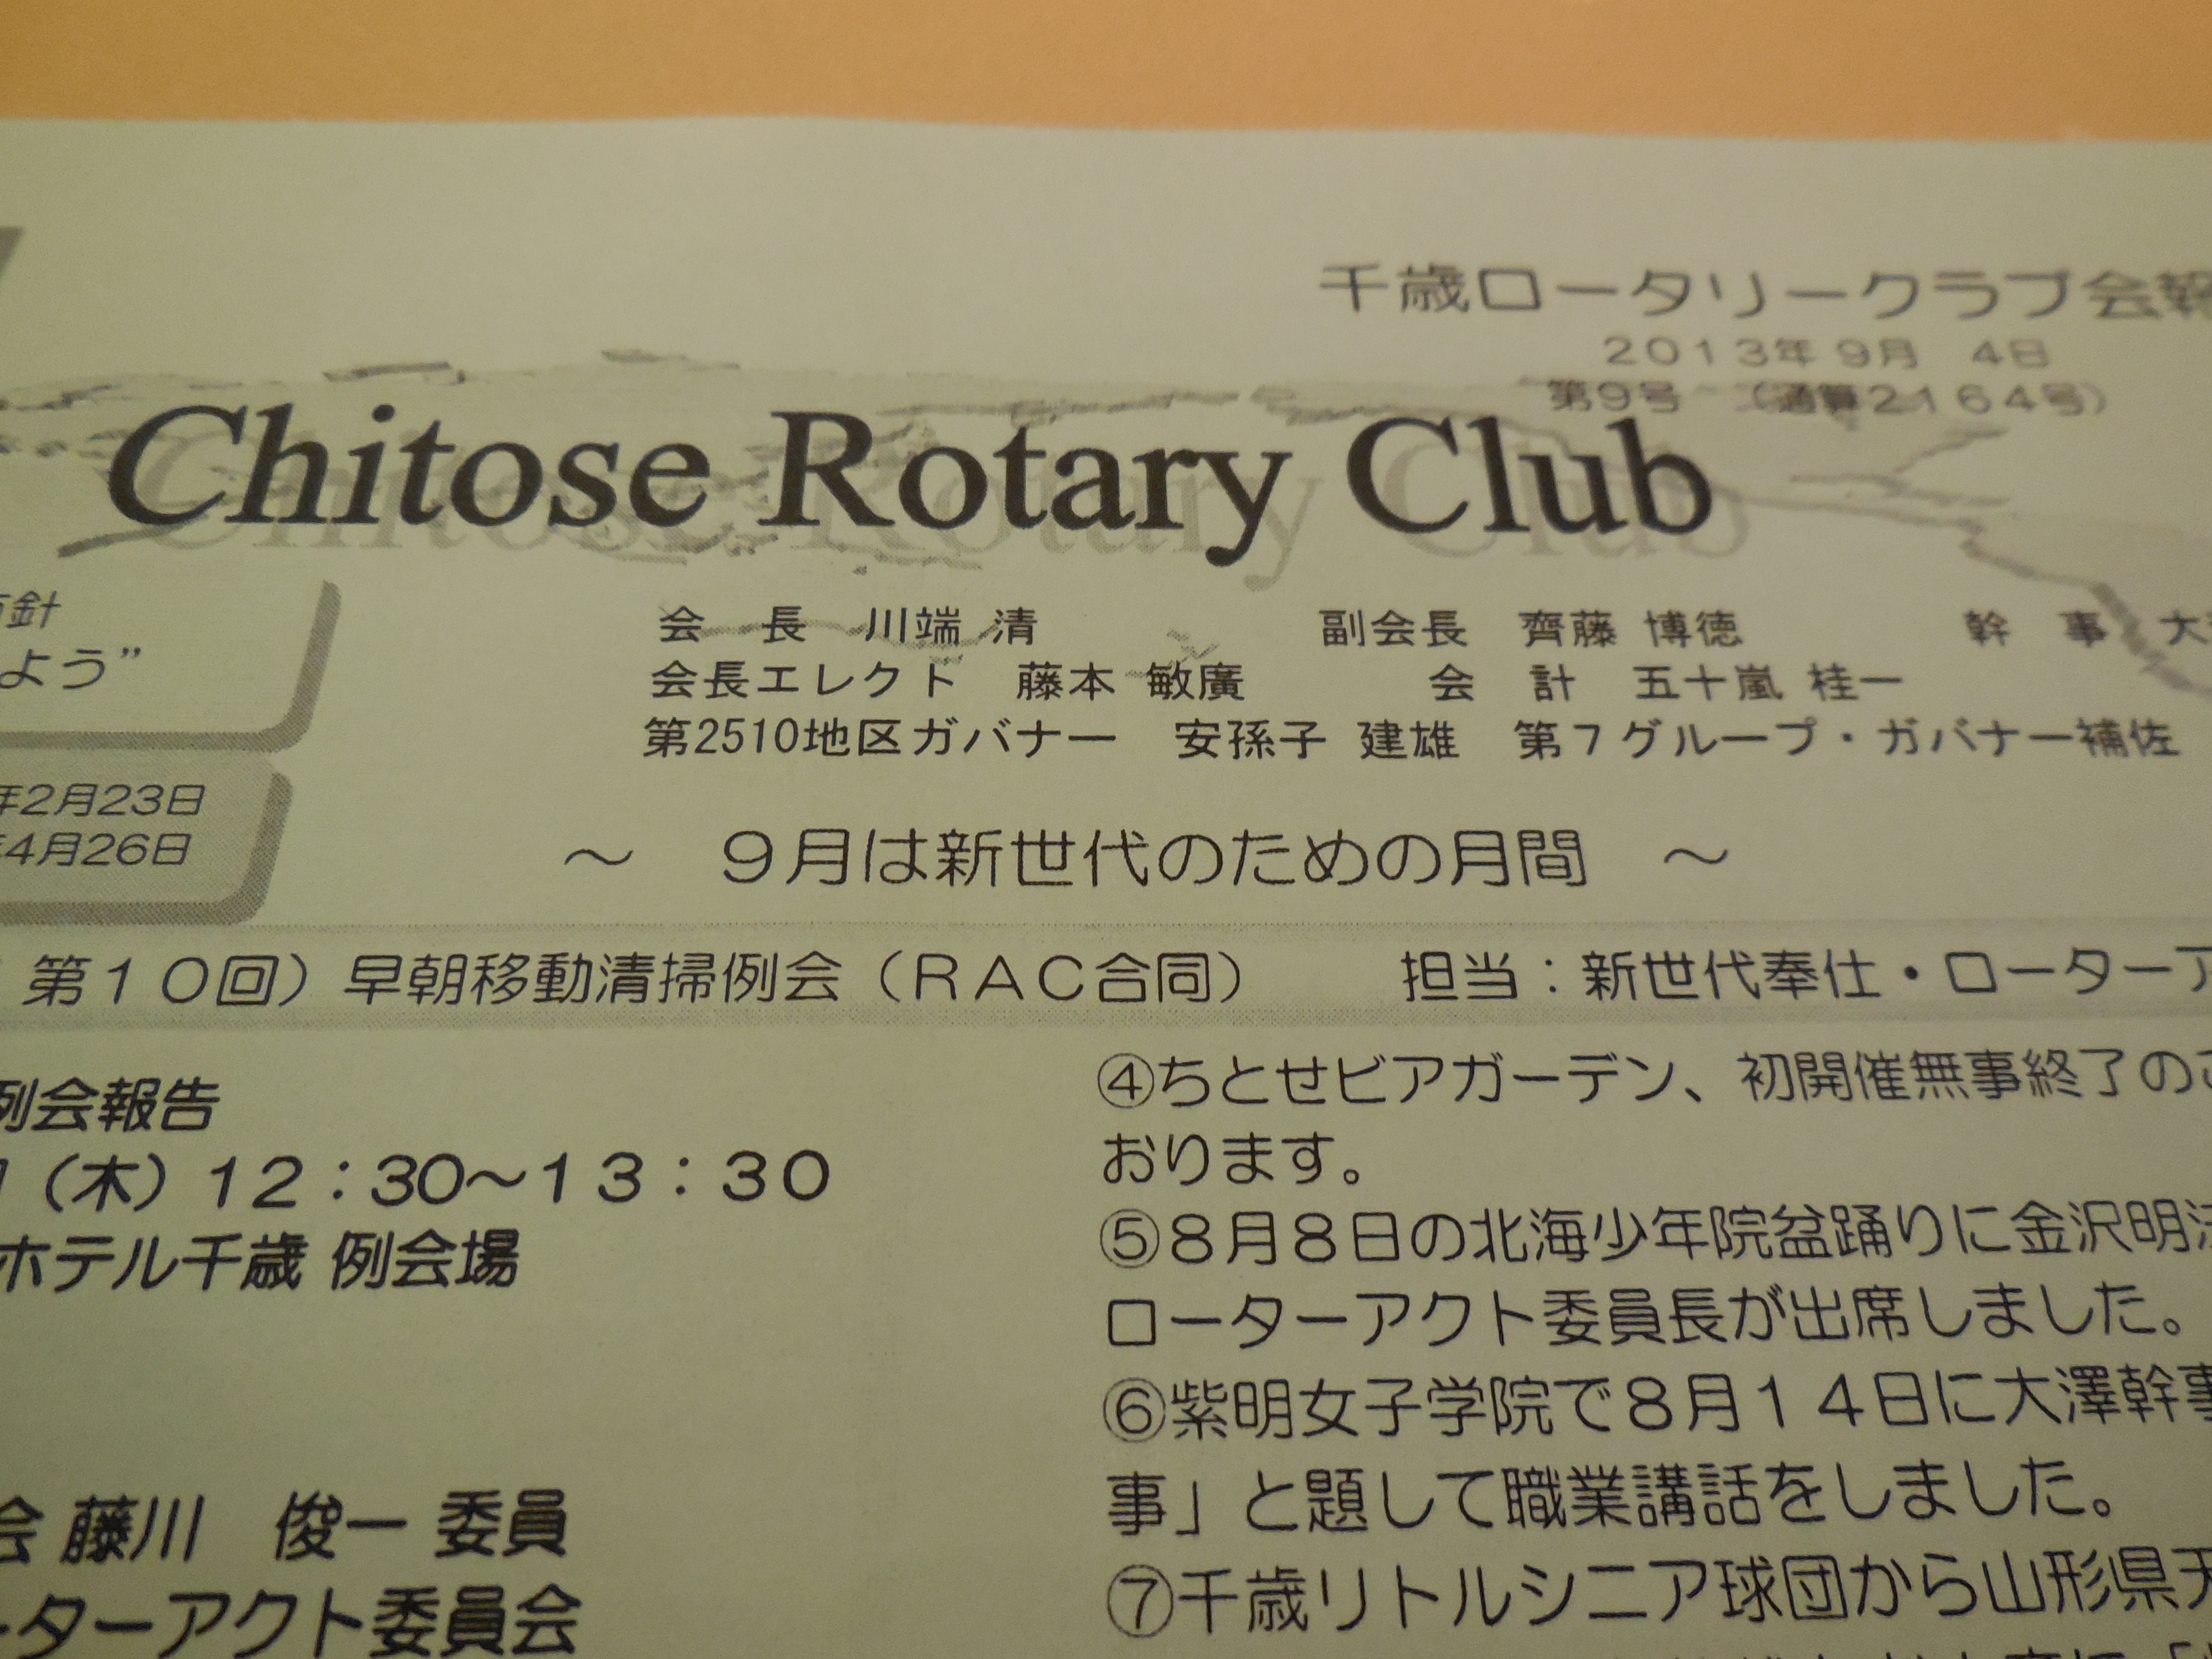 千歳ロータリークラブ会報
2013年 9月　4日
第9号　（通算2164号）
Chitose Rotary Club
針
よう”
年2月23日
年4月26日
会　長　川端 清　副会長　齊藤 博徳　幹　事　大
会長エレクト　藤本 敏廣　会　計　五十嵐 桂一
第2510地区ガバナー　安孫子 建雄　第７グループ・ガバナー補佐
～　９月は新世代のための月間　～
第１０回）早朝移動清掃例会（ＲＡＣ合同）　担当：新世代奉仕・ローターア
例会報告
（木）１２：３０～１３：３０
ホテル千歳 例会場
会 藤川　俊一 委員
ーターアクト委員会
④ちとせビアガーデン、初開催無事終了の
おります。
⑤８月８日の北海少年院盆踊りに金沢明法
ローターアクト委員長が出席しました。
⑥紫明女子学院で８月１４日に大澤幹事
事」と題して職業講話をしました。
⑦千歳リトルシニア球団から山形県天